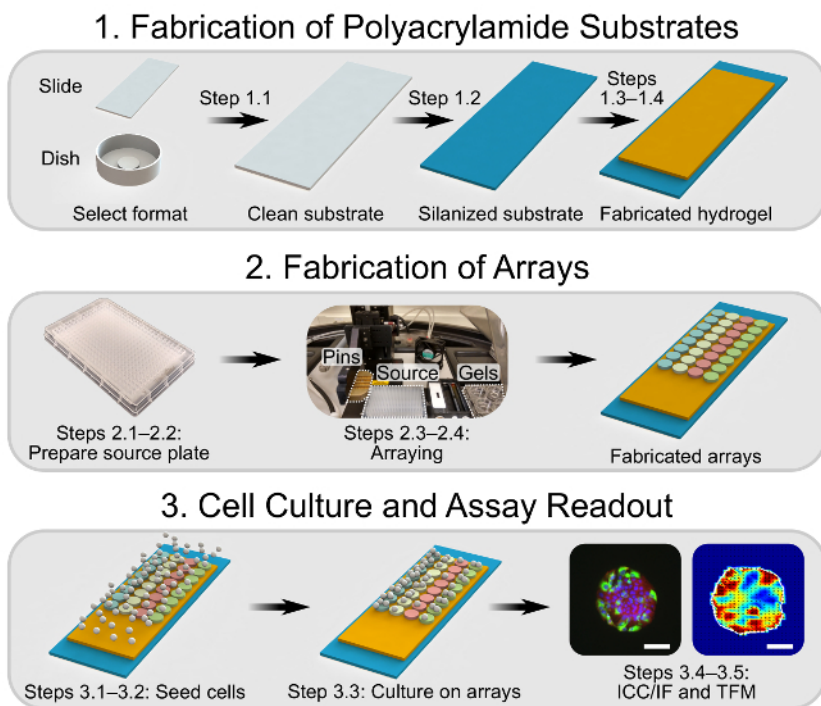 1. Fabrication of Polyacrylamide Substrates
Slide
Dish
Select format
Step 1.1
Clean substrate
Step 1.2
Silanized substrate
Steps
1.3–1.4
Fabricated hydrogel
2. Fabrication of Arrays
Steps 2.1–2.2:
Prepare source plate
Pins
Source
Gels
Steps 2.3–2.4:
Arraying
Fabricated arrays
3. Cell Culture and Assay Readout
Steps 3.1–3.2: Seed cells
Step 3.3: Culture on arrays
Steps 3.4–3.5:
ICC/IF and TFM